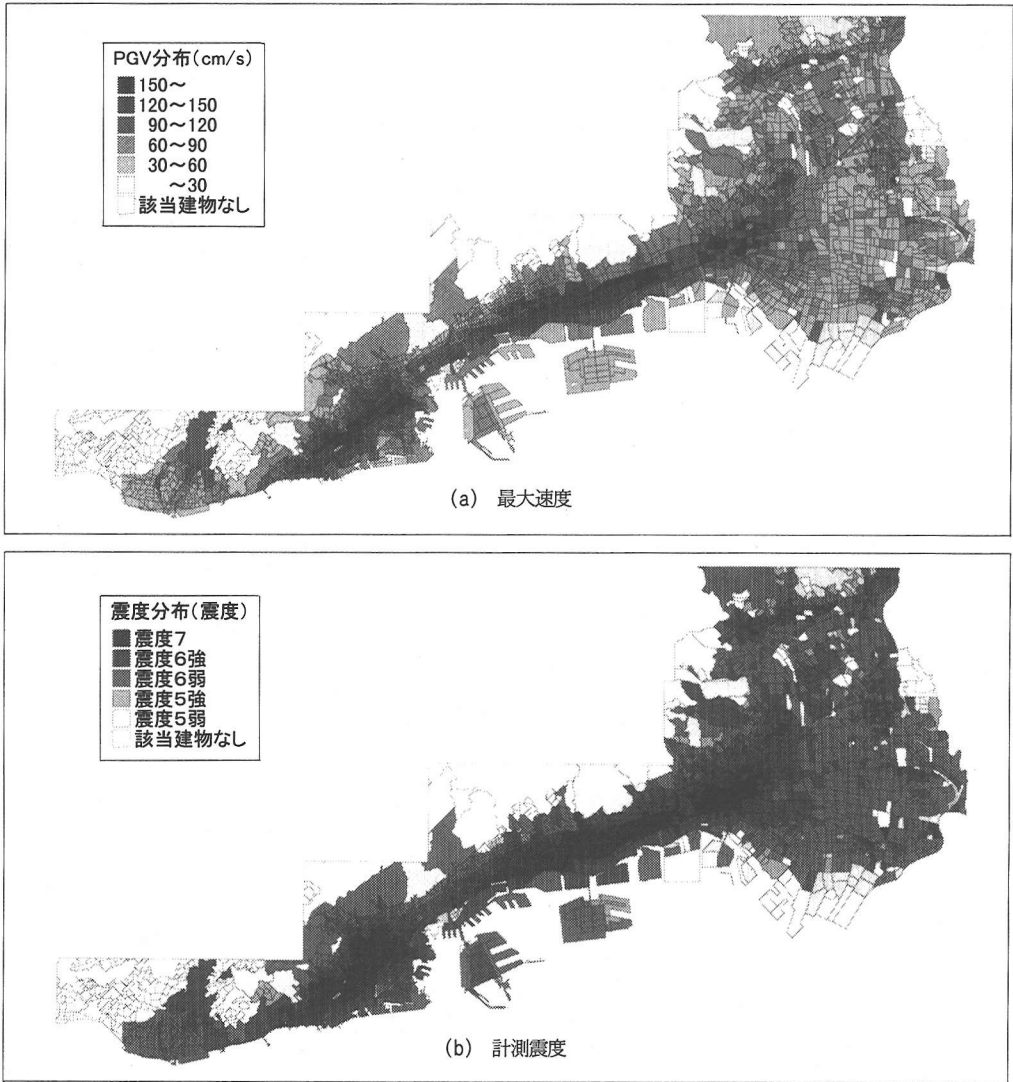 PGV分布(cm/s)
150～
120～150
90～120
60～90
30～60
～30
該当建物なし
(a) 最大速度
震度分布(震度)
震度7
震度6強
震度6弱
震度5強
震度5弱
該当建物なし
(b) 計測震度